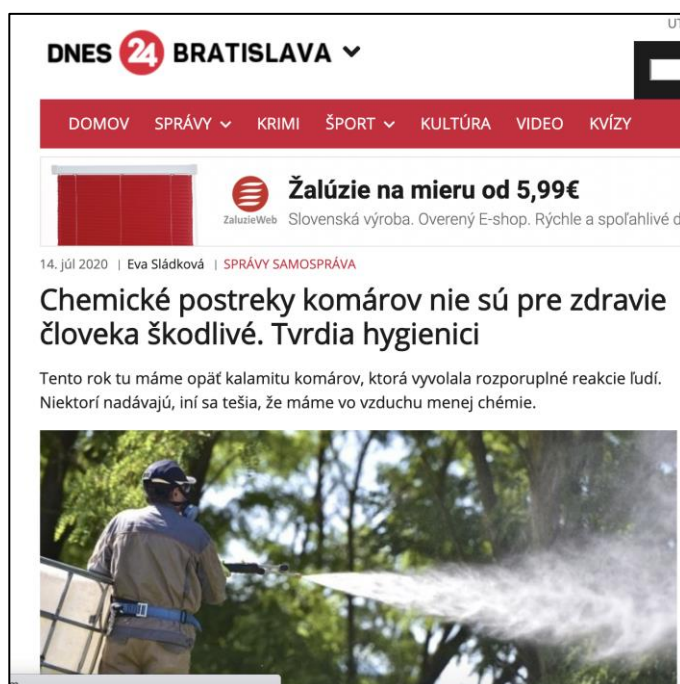 DNES 24 BRATISLAVA
DOMOV SPRÁVY KRIMI ŠPORT KULTÚRA VIDEO KVÍZY
Žalúzie na mieru od 5,99€
ZaluzieWeb Slovenská výroba. Overený E-shop. Rýchle a spoľahlivé
14. júl 2020 | Eva Sládková | SPRÁVY SAMOSPRÁVA
Chemické postreky komárov nie sú pre zdravie
človeka škodlivé. Tvrdia hygienici
Tento rok tu máme opäť kalamitu komárov, ktorá vyvolala rozporuplné reakcie ľudí.
Niektorí nadávajú, iní sa tešia, že máme vo vzduchu menej chémie.